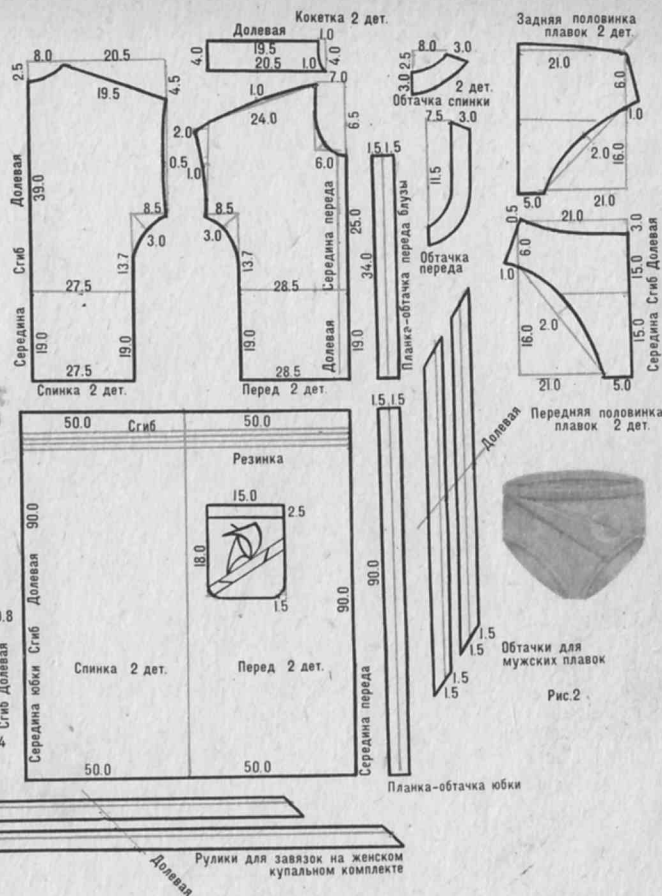 Кокетка 2 дет.
Долевая
1.0
19.5
4.0
4.0
20.5
1.0
8.0
20.5
2.5
4.5
19.5
Долевая
39.0
0.5
8.5
3.0
13.7
Сгиб
27.5
Середина
19.0
19.0
27.5
Спинка 2 дет.
7.0
1.0
24.0
6.5
2.0
1.0
6.0
8.5
3.0
13.7
Середина переда
25.0
28.5
19.0
Долевая
19.0
28.5
Перед 2 дет.
1.5 1.5
34.0
Планка-обтачка переда блузы
8.0
3.0
2.5
3.0
2 дет.
Обтачка спинки
7.5
3.0
11.5
Обтачка
переда
Задняя половинка
плавок 2 дет.
21.0
6.0
1.0
2.0
16.0
5.0
21.0
0.5
21.0
3.0
6.0
1.0
15.0
2.0
16.0
15.0
21.0
5.0
Середина Сгиб Долевая
Передняя половинка
плавок 2 дет.
50.0
Сгиб
50.0
Резинка
15.0
2.5
18.0
1.5
90.0
90.0
Середина юбки Сгиб Долевая
Спинка 2 дет.
Перед 2 дет.
Середина переда
50.0
50.0
1.5 1.5
90.0
Планка-обтачка юбки
Долевая
1.5
1.5
1.5
1.5
Обтачки для
мужских плавок
Рис.2
0.8
Сгиб Долевая
4
Долевая
Рулики для завязок на женском
купальном комплекте